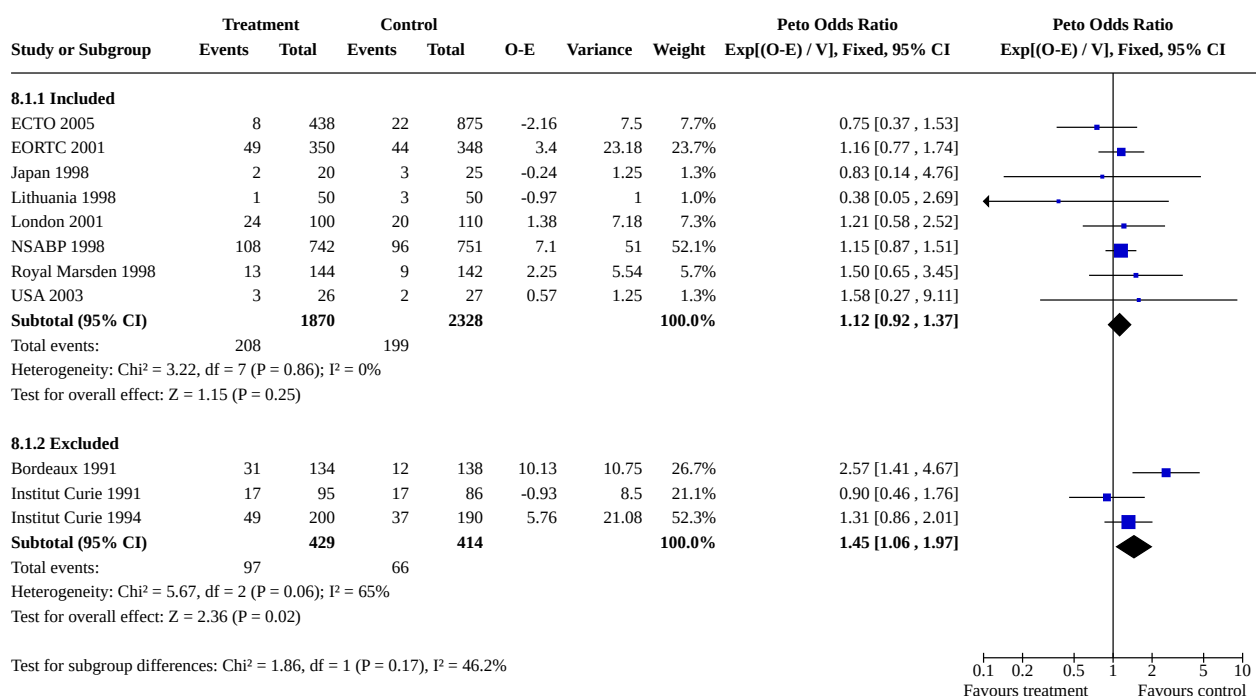 Treatment Control Peto Odds Ratio Peto Odds Ratio
Study or Subgroup Events Total Events Total O-E Variance Weight Exp[(O-E) / V], Fixed, 95% CI Exp[(O-E) / V], Fixed, 95% CI
8.1.1 Included
ECTO 2005 8 438 22 875 -2.16 7.5 7.7% 0.75 [0.37 , 1.53]
EORTC 2001 49 350 44 348 3.4 23.18 23.7% 1.16 [0.77 , 1.74]
Japan 1998 2 20 3 25 -0.24 1.25 1.3% 0.83 [0.14 , 4.76]
Lithuania 1998 1 50 3 50 -0.97 1 1.0% 0.38 [0.05 , 2.69]
London 2001 24 100 20 110 1.38 7.18 7.3% 1.21 [0.58 , 2.52]
NSABP 1998 108 742 96 751 7.1 51 52.1% 1.15 [0.87 , 1.51]
Royal Marsden 1998 13 144 9 142 2.25 5.54 5.7% 1.50 [0.65 , 3.45]
USA 2003 3 26 2 27 0.57 1.25 1.3% 1.58 [0.27 , 9.11]
Subtotal (95% CI) 1870 2328 100.0% 1.12 [0.92 , 1.37]
Total events: 208 199
Heterogeneity: Chi² = 3.22, df = 7 (P = 0.86); I² = 0%
Test for overall effect: Z = 1.15 (P = 0.25)
8.1.2 Excluded
Bordeaux 1991 31 134 12 138 10.13 10.75 26.7% 2.57 [1.41 , 4.67]
Institut Curie 1991 17 95 17 86 -0.93 8.5 21.1% 0.90 [0.46 , 1.76]
Institut Curie 1994 49 200 37 190 5.76 21.08 52.3% 1.31 [0.86 , 2.01]
Subtotal (95% CI) 429 414 100.0% 1.45 [1.06 , 1.97]
Total events: 97 66
Heterogeneity: Chi² = 5.67, df = 2 (P = 0.06); I² = 65%
Test for overall effect: Z = 2.36 (P = 0.02)
Test for subgroup differences: Chi² = 1.86, df = 1 (P = 0.17), I² = 46.2%
0.1 0.2 0.5 1 2 5 10
Favours treatment Favours control